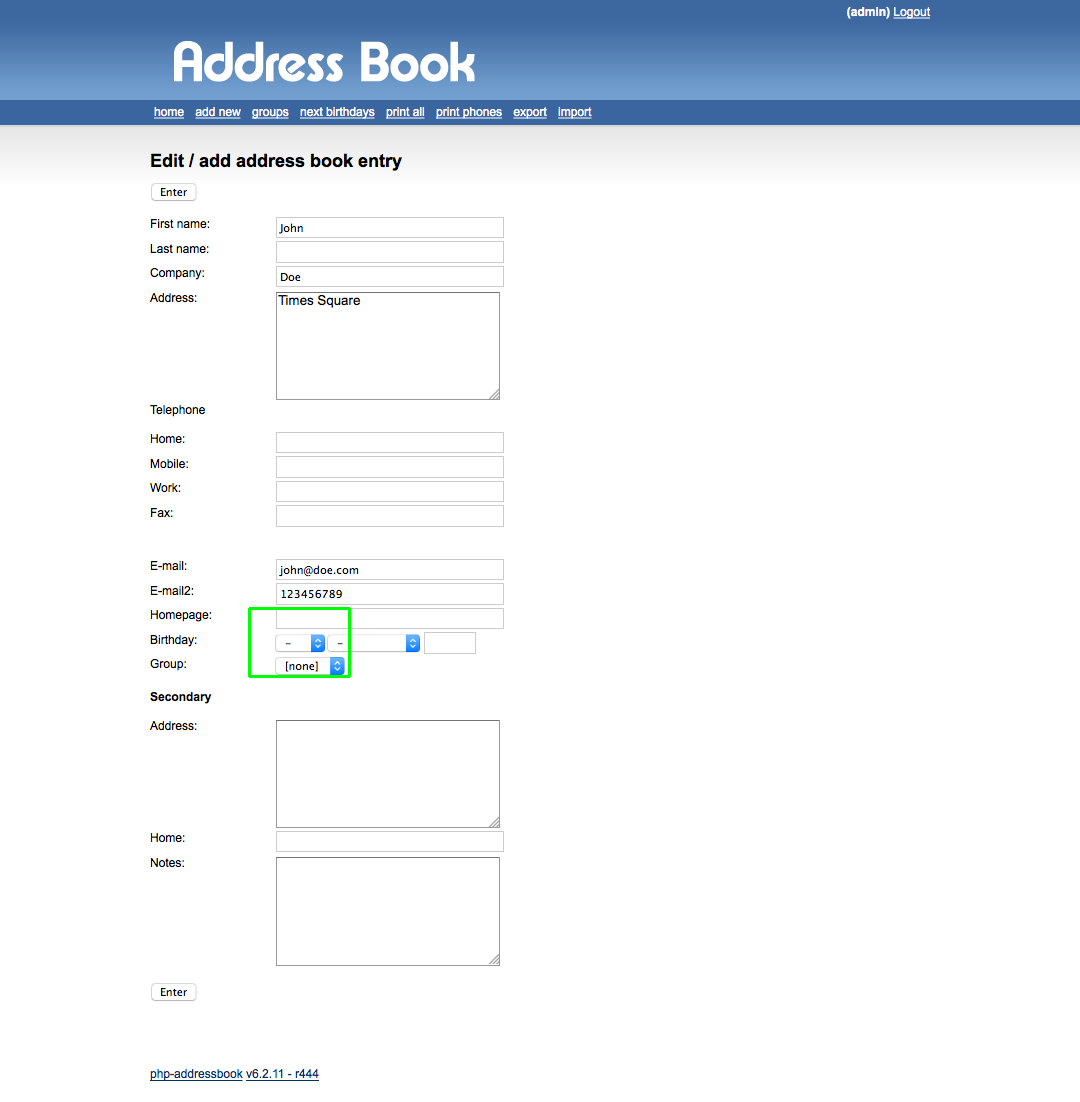 (admin) Logout
Address Book
home add new groups next birthdays print all print phones export import
Edit / add address book entry
Enter
First name: John
Last name:
Company: Doe
Address: Times Square
Telephone
Home:
Mobile:
Work:
Fax:
E-mail: john@doe.com
E-mail2: 123456789
Homepage:
Birthday: - -
Group: [none]
Secondary
Address:
Home:
Notes:
Enter
php-addressbook v6.2.11 - r444